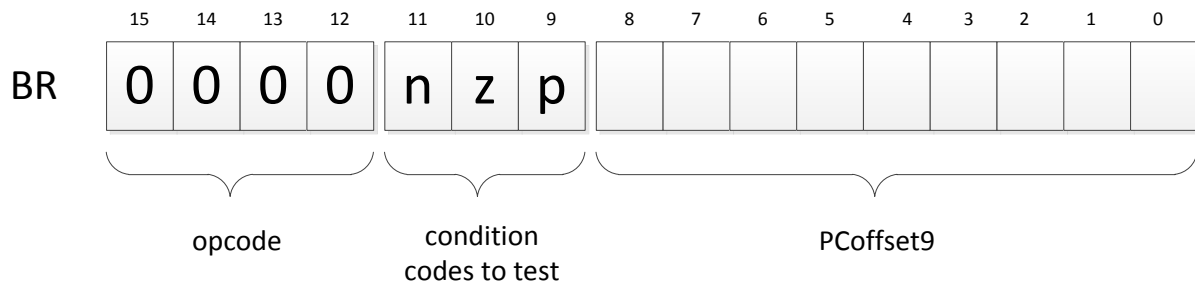 15 14 13 12 11 10 9 8 7 6 5 4 3 2 1 0
BR 0 0 0 0 n z p
opcode
condition
codes to test
PCoffset9